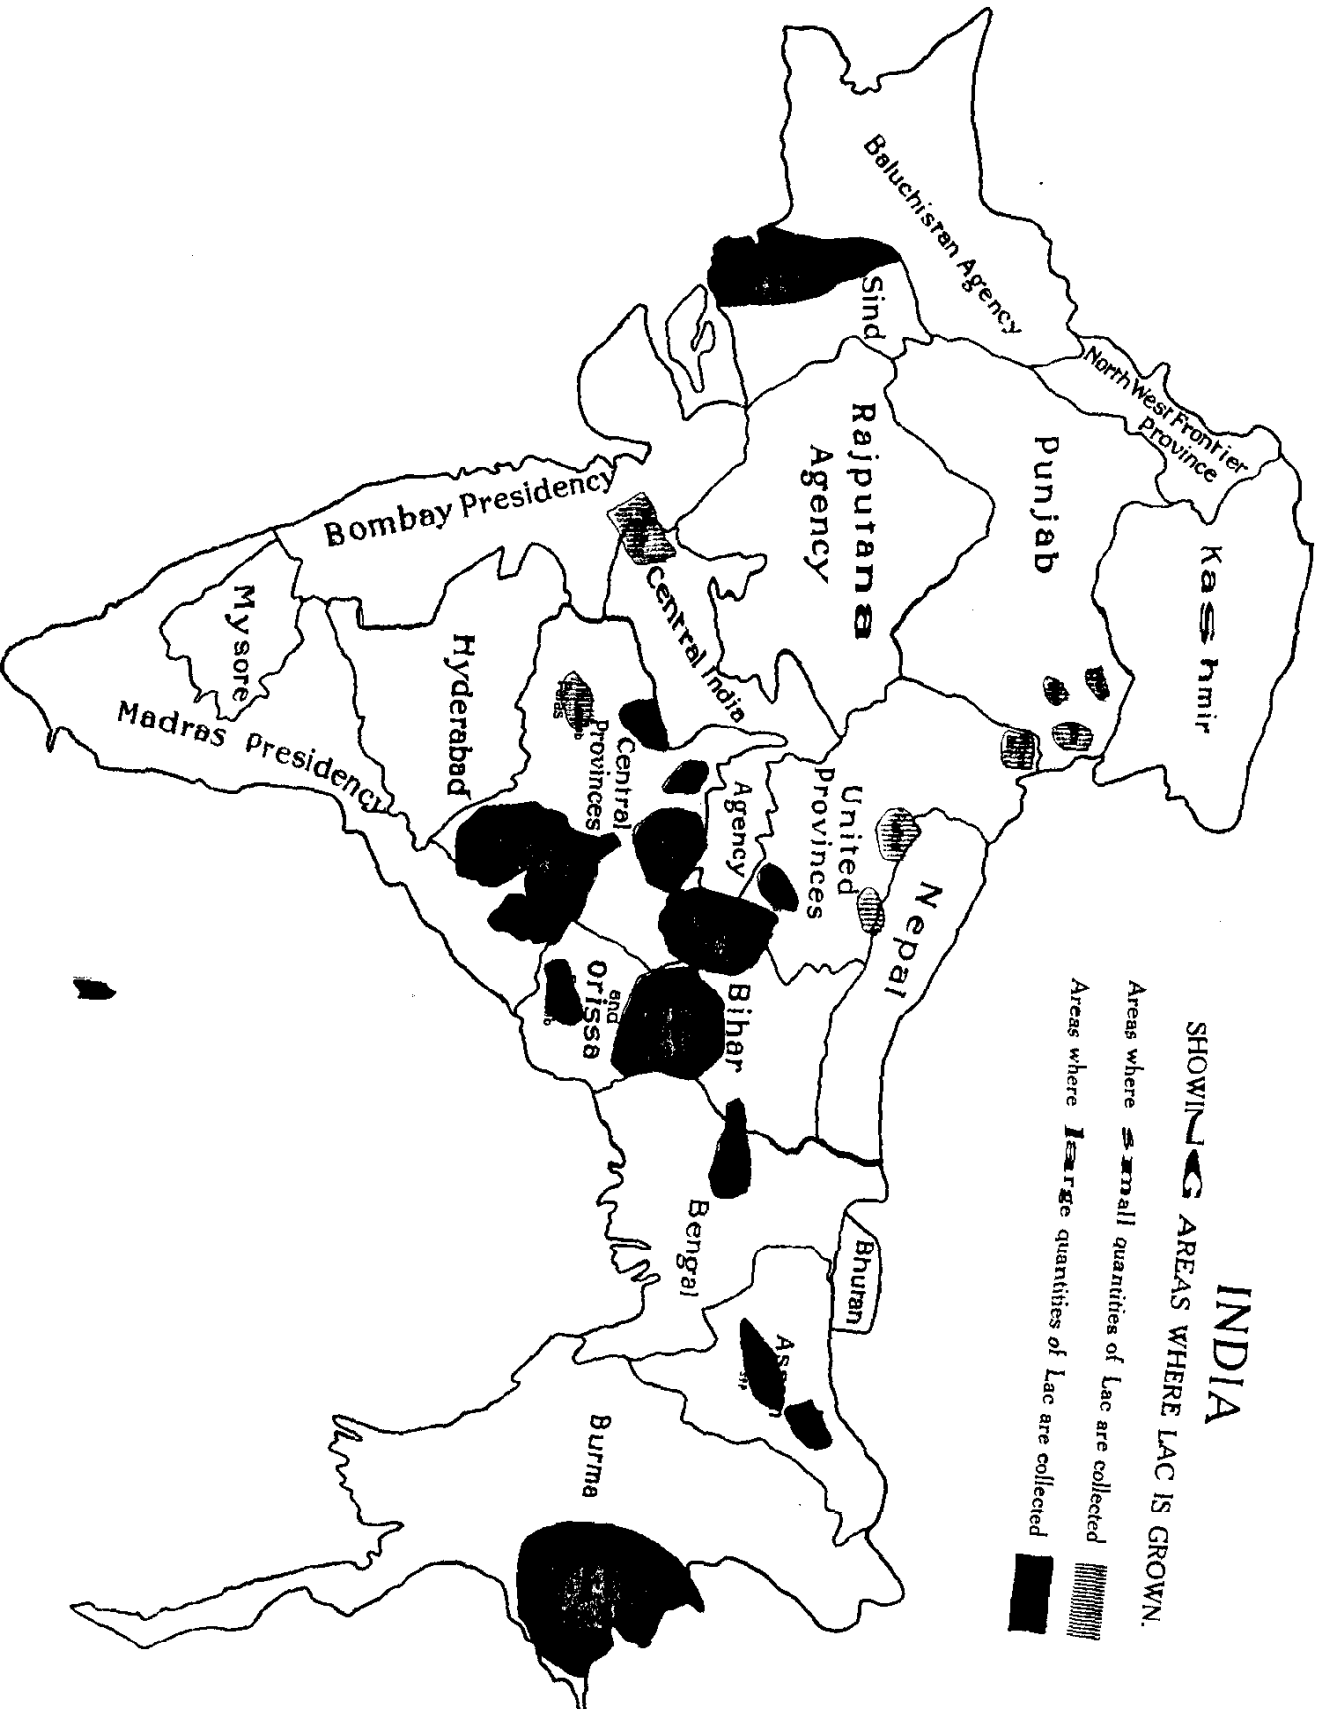 INDIA
SHOWING AREAS WHERE LAC IS GROWN.
Areas where small quantities of Lac are collected
Areas where large quantities of Lac are collected
Kashmir
North West Frontier
Province
Punjab
Baluchistan Agency
Sind
Rajputana
Agency
Nepal
United
Provinces
Bhutan
Central India
Agency
Bihar
and
Orissa
Bengal
Assam
Central
Provinces
Bombay Presidency
Hyderabad
Burma
Mysore
Madras Presidency